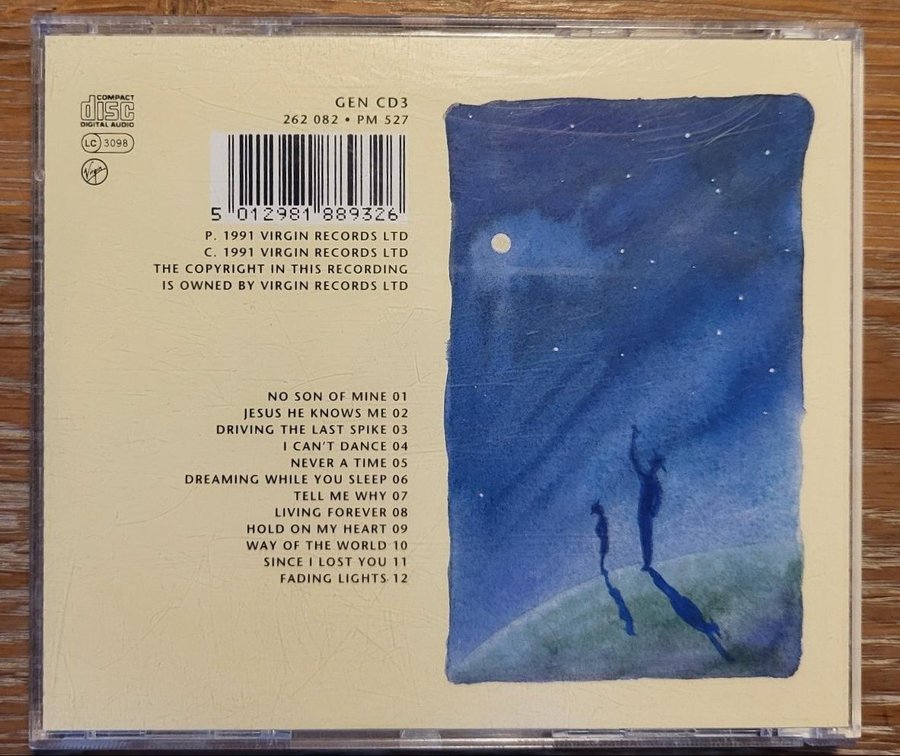 COMPACT
disc
DIGITAL AUDIO
LC 3098
Virgin
GEN CD3
262 082 • PM 527
5 012981 889326
P. 1991 VIRGIN RECORDS LTD
C. 1991 VIRGIN RECORDS LTD
THE COPYRIGHT IN THIS RECORDING
IS OWNED BY VIRGIN RECORDS LTD
NO SON OF MINE 01
JESUS HE KNOWS ME 02
DRIVING THE LAST SPIKE 03
I CAN'T DANCE 04
NEVER A TIME 05
DREAMING WHILE YOU SLEEP 06
TELL ME WHY 07
LIVING FOREVER 08
HOLD ON MY HEART 09
WAY OF THE WORLD 10
SINCE I LOST YOU 11
FADING LIGHTS 12